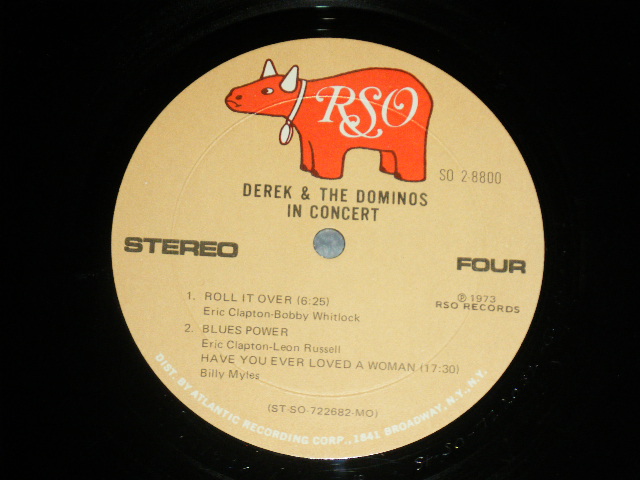 RSO
SO 2-8800
DEREK & THE DOMINOS
IN CONCERT
STEREO
FOUR
℗ 1973
RSO RECORDS
1. ROLL IT OVER (6:25)
Eric Clapton-Bobby Whitlock
2. BLUES POWER
Eric Clapton-Leon Russell
HAVE YOU EVER LOVED A WOMAN (17:30)
Billy Myles
(ST-SO-722682-MO)
DIST. BY ATLANTIC RECORDING CORP., 1841 BROADWAY, N.Y., N.Y.